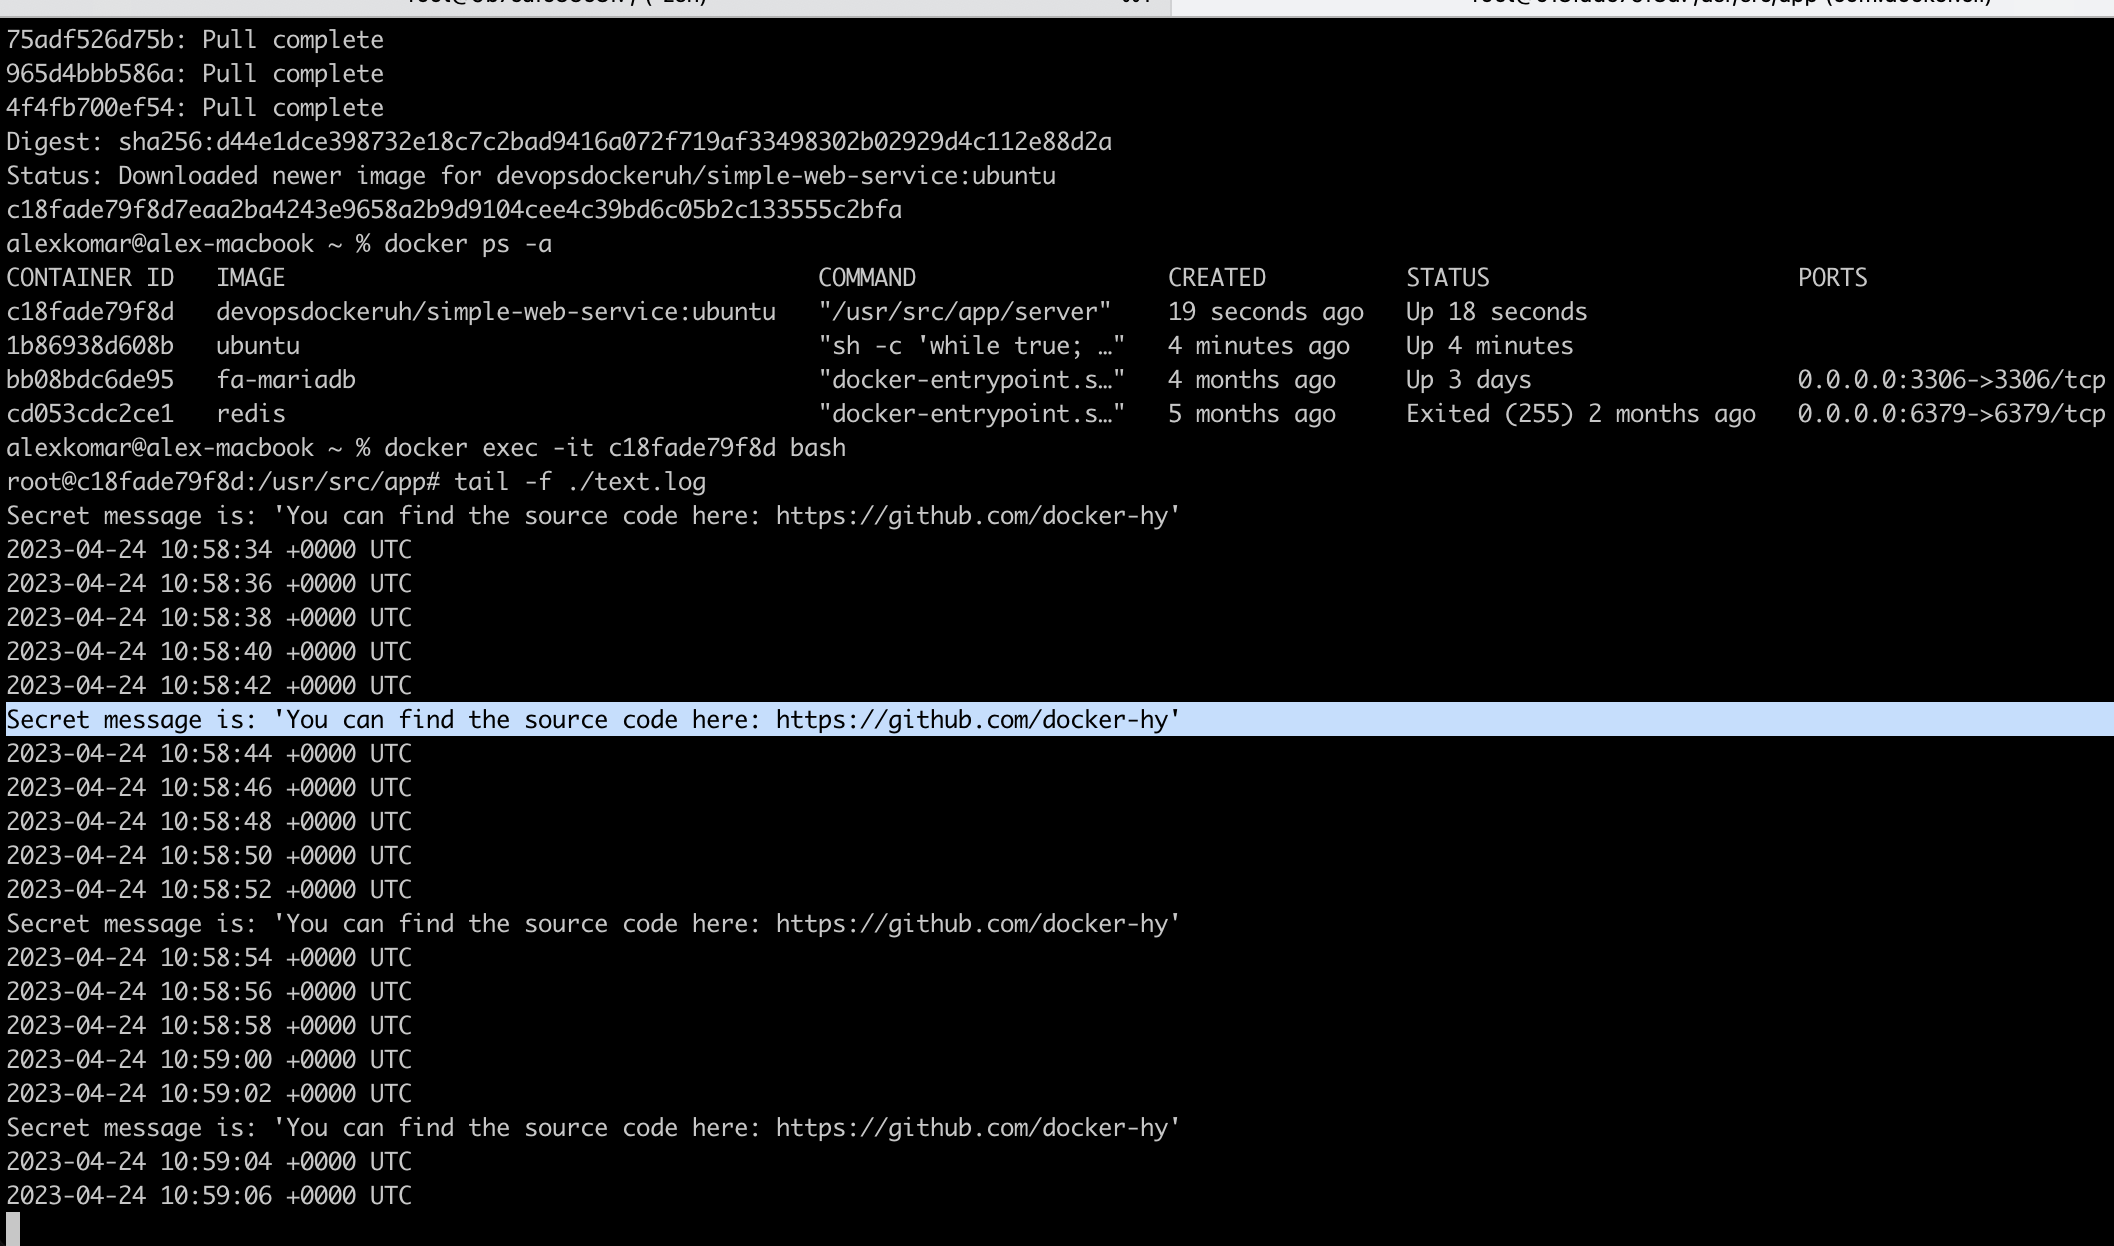 75adf526d75b: Pull complete
965d4bbb586a: Pull complete
4f4fb700ef54: Pull complete
Digest: sha256:d44e1dce398732e18c7c2bad9416a072f719af33498302b02929d4c112e88d2a
Status: Downloaded newer image for devopsdockeruh/simple-web-service:ubuntu
c18fade79f8d7eaa2ba4243e9658a2b9d9104cee4c39bd6c05b2c133555c2bfa
alexkomar@alex-macbook ~ % docker ps -a
CONTAINER ID   IMAGE                                      COMMAND                  CREATED          STATUS                      PORTS
c18fade79f8d   devopsdockeruh/simple-web-service:ubuntu   "/usr/src/app/server"    19 seconds ago   Up 18 seconds
1b86938d608b   ubuntu                                     "sh -c 'while true; …"   4 minutes ago    Up 4 minutes
bb08bdc6de95   fa-mariadb                                 "docker-entrypoint.s…"   4 months ago     Up 3 days                   0.0.0.0:3306->3306/tcp
cd053cdc2ce1   redis                                      "docker-entrypoint.s…"   5 months ago     Exited (255) 2 months ago   0.0.0.0:6379->6379/tcp
alexkomar@alex-macbook ~ % docker exec -it c18fade79f8d bash
root@c18fade79f8d:/usr/src/app# tail -f ./text.log
Secret message is: 'You can find the source code here: https://github.com/docker-hy'
2023-04-24 10:58:34 +0000 UTC
2023-04-24 10:58:36 +0000 UTC
2023-04-24 10:58:38 +0000 UTC
2023-04-24 10:58:40 +0000 UTC
2023-04-24 10:58:42 +0000 UTC
Secret message is: 'You can find the source code here: https://github.com/docker-hy'
2023-04-24 10:58:44 +0000 UTC
2023-04-24 10:58:46 +0000 UTC
2023-04-24 10:58:48 +0000 UTC
2023-04-24 10:58:50 +0000 UTC
2023-04-24 10:58:52 +0000 UTC
Secret message is: 'You can find the source code here: https://github.com/docker-hy'
2023-04-24 10:58:54 +0000 UTC
2023-04-24 10:58:56 +0000 UTC
2023-04-24 10:58:58 +0000 UTC
2023-04-24 10:59:00 +0000 UTC
2023-04-24 10:59:02 +0000 UTC
Secret message is: 'You can find the source code here: https://github.com/docker-hy'
2023-04-24 10:59:04 +0000 UTC
2023-04-24 10:59:06 +0000 UTC